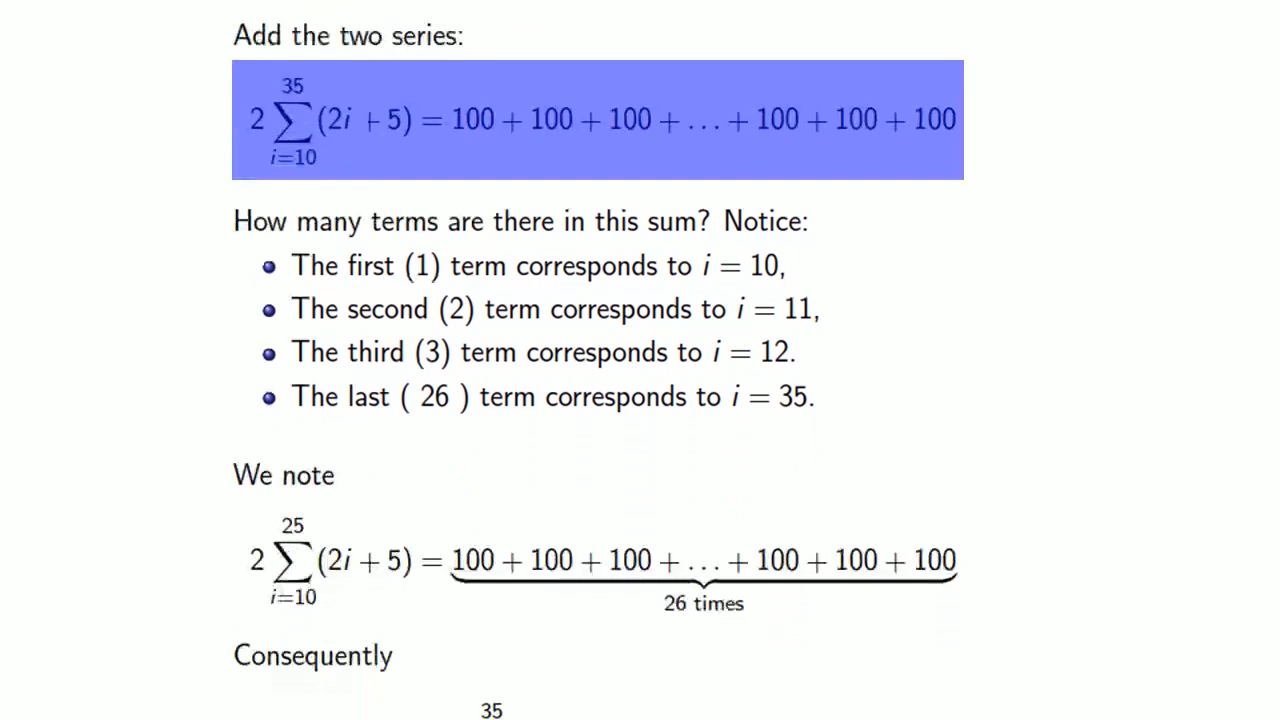 Add the two series:
35
2 ∑ (2i + 5) = 100 + 100 + 100 + … + 100 + 100 + 100
i=10
How many terms are there in this sum? Notice:
The first (1) term corresponds to i = 10,
The second (2) term corresponds to i = 11,
The third (3) term corresponds to i = 12.
The last ( 26 ) term corresponds to i = 35.
We note
25
2 ∑ (2i + 5) = 100 + 100 + 100 + … + 100 + 100 + 100
i=10
26 times
Consequently
35